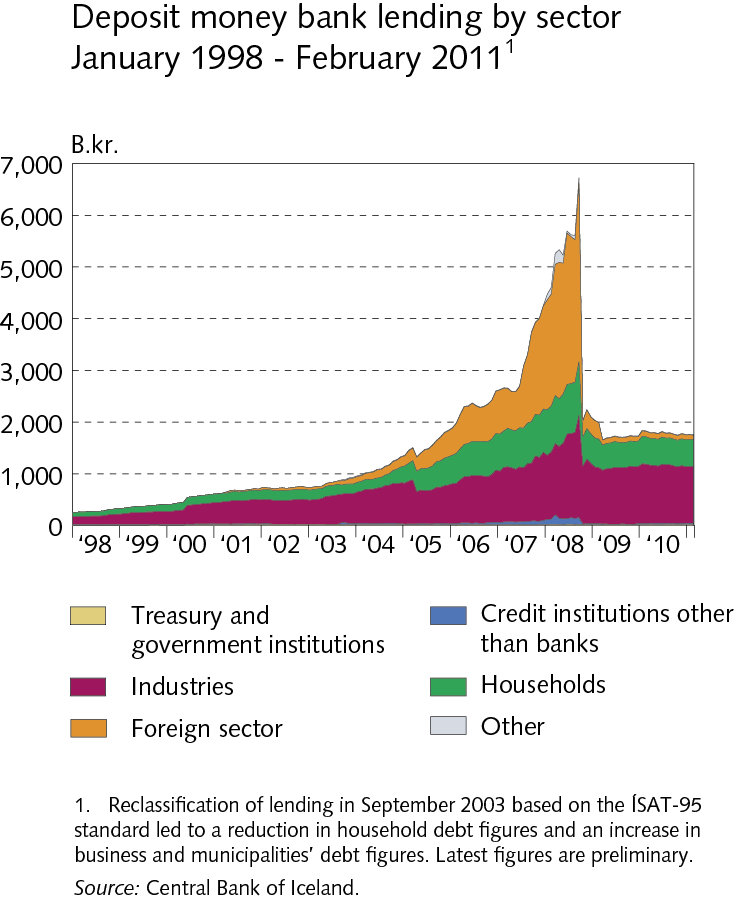 Deposit money bank lending by sector
January 1998 - February 2011¹
B.kr.
7,000
6,000
5,000
4,000
3,000
2,000
1,000
0
‘98 ‘99 ‘00 ‘01 ‘02 ‘03 ‘04 ‘05 ‘06 ‘07 ‘08 ‘09 ‘10
Treasury and
government institutions
Industries
Foreign sector
Credit institutions other
than banks
Households
Other
1. Reclassification of lending in September 2003 based on the ÍSAT-95
standard led to a reduction in household debt figures and an increase in
business and municipalities’ debt figures. Latest figures are preliminary.
Source: Central Bank of Iceland.